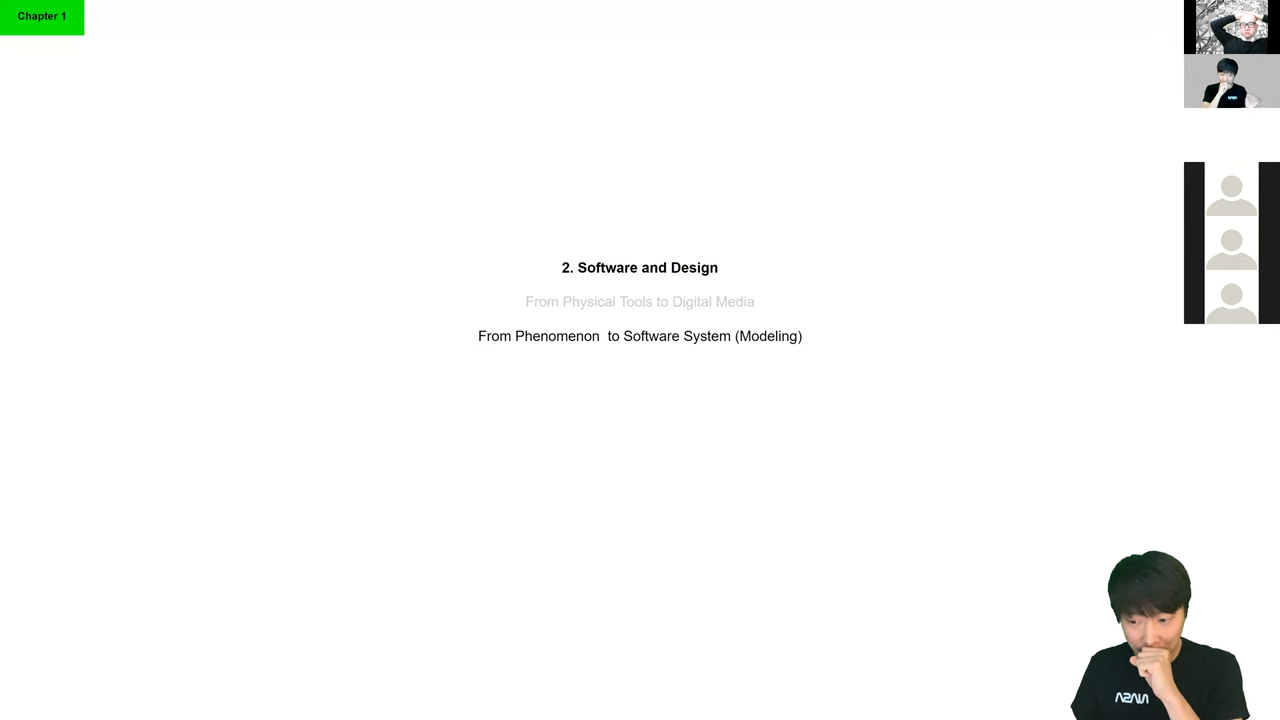 Chapter 1
2. Software and Design
From Physical Tools to Digital Media
From Phenomenon  to Software System (Modeling)